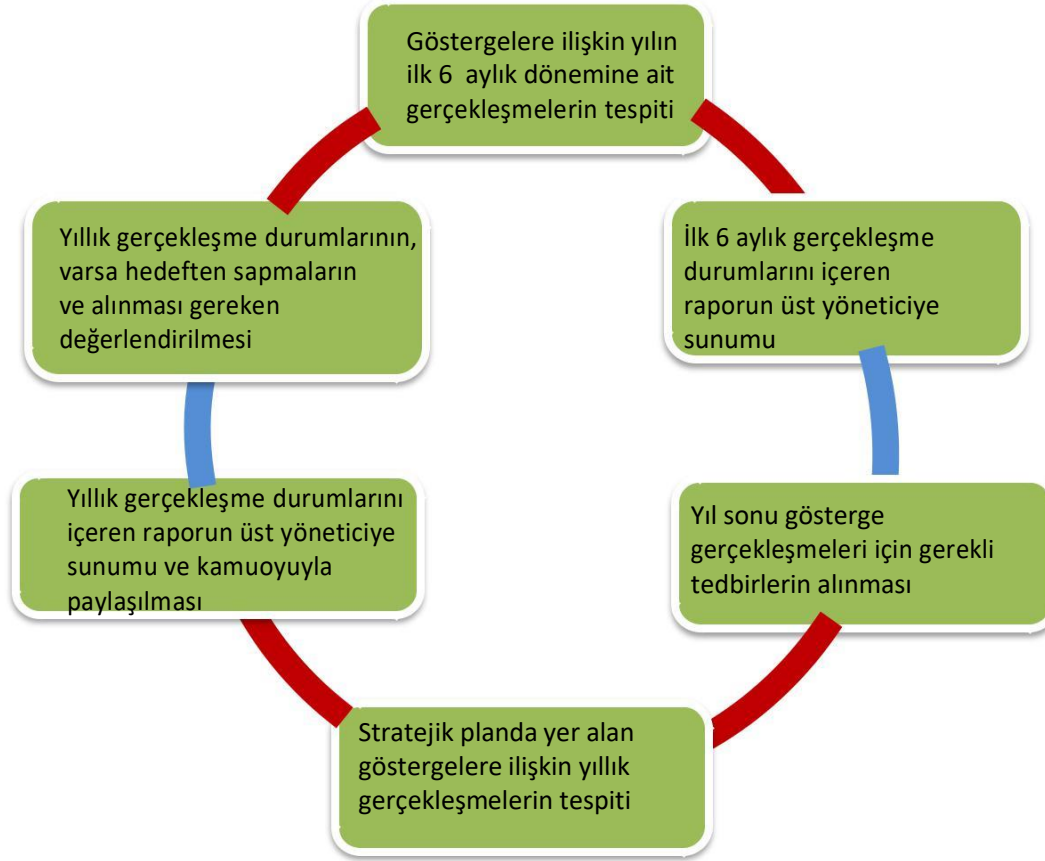 Göstergelere ilişkin yılın
ilk 6 aylık dönemine ait
gerçekleşmelerin tespiti
İlk 6 aylık gerçekleşme
durumlarını içeren
raporun üst yöneticiye
sunumu
Yıl sonu gösterge
gerçekleşmeleri için gerekli
tedbirlerin alınması
Stratejik planda yer alan
göstergelere ilişkin yıllık
gerçekleşmelerin tespiti
Yıllık gerçekleşme durumlarını
içeren raporun üst yöneticiye
sunumu ve kamuoyuyla
paylaşılması
Yıllık gerçekleşme durumlarının,
varsa hedeften sapmaların
ve alınması gereken
değerlendirilmesi